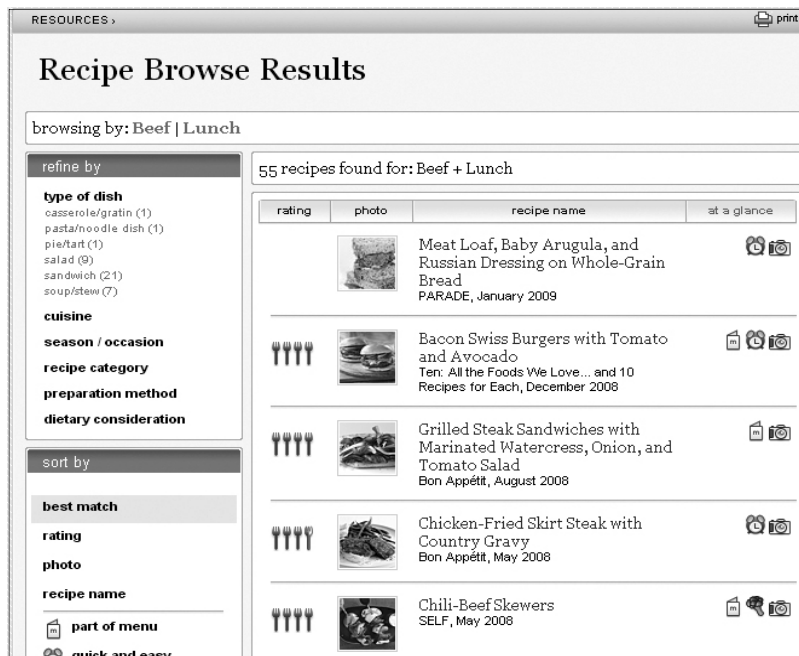 RESOURCES ›
print
Recipe Browse Results
browsing by: Beef | Lunch
refine by
type of dish
casserole/gratin (1)
pasta/noodle dish (1)
pie/tart (1)
salad (9)
sandwich (21)
soup/stew (7)
cuisine
season / occasion
recipe category
preparation method
dietary consideration
sort by
best match
rating
photo
recipe name
m part of menu
quick and easy
55 recipes found for: Beef + Lunch
rating photo recipe name at a glance
Meat Loaf, Baby Arugula, and
Russian Dressing on Whole-Grain
Bread
PARADE, January 2009
Bacon Swiss Burgers with Tomato
and Avocado
Ten: All the Foods We Love... and 10
Recipes for Each, December 2008
m
Grilled Steak Sandwiches with
Marinated Watercress, Onion, and
Tomato Salad
Bon Appétit, August 2008
m
Chicken-Fried Skirt Steak with
Country Gravy
Bon Appétit, May 2008
Chili-Beef Skewers
SELF, May 2008
m